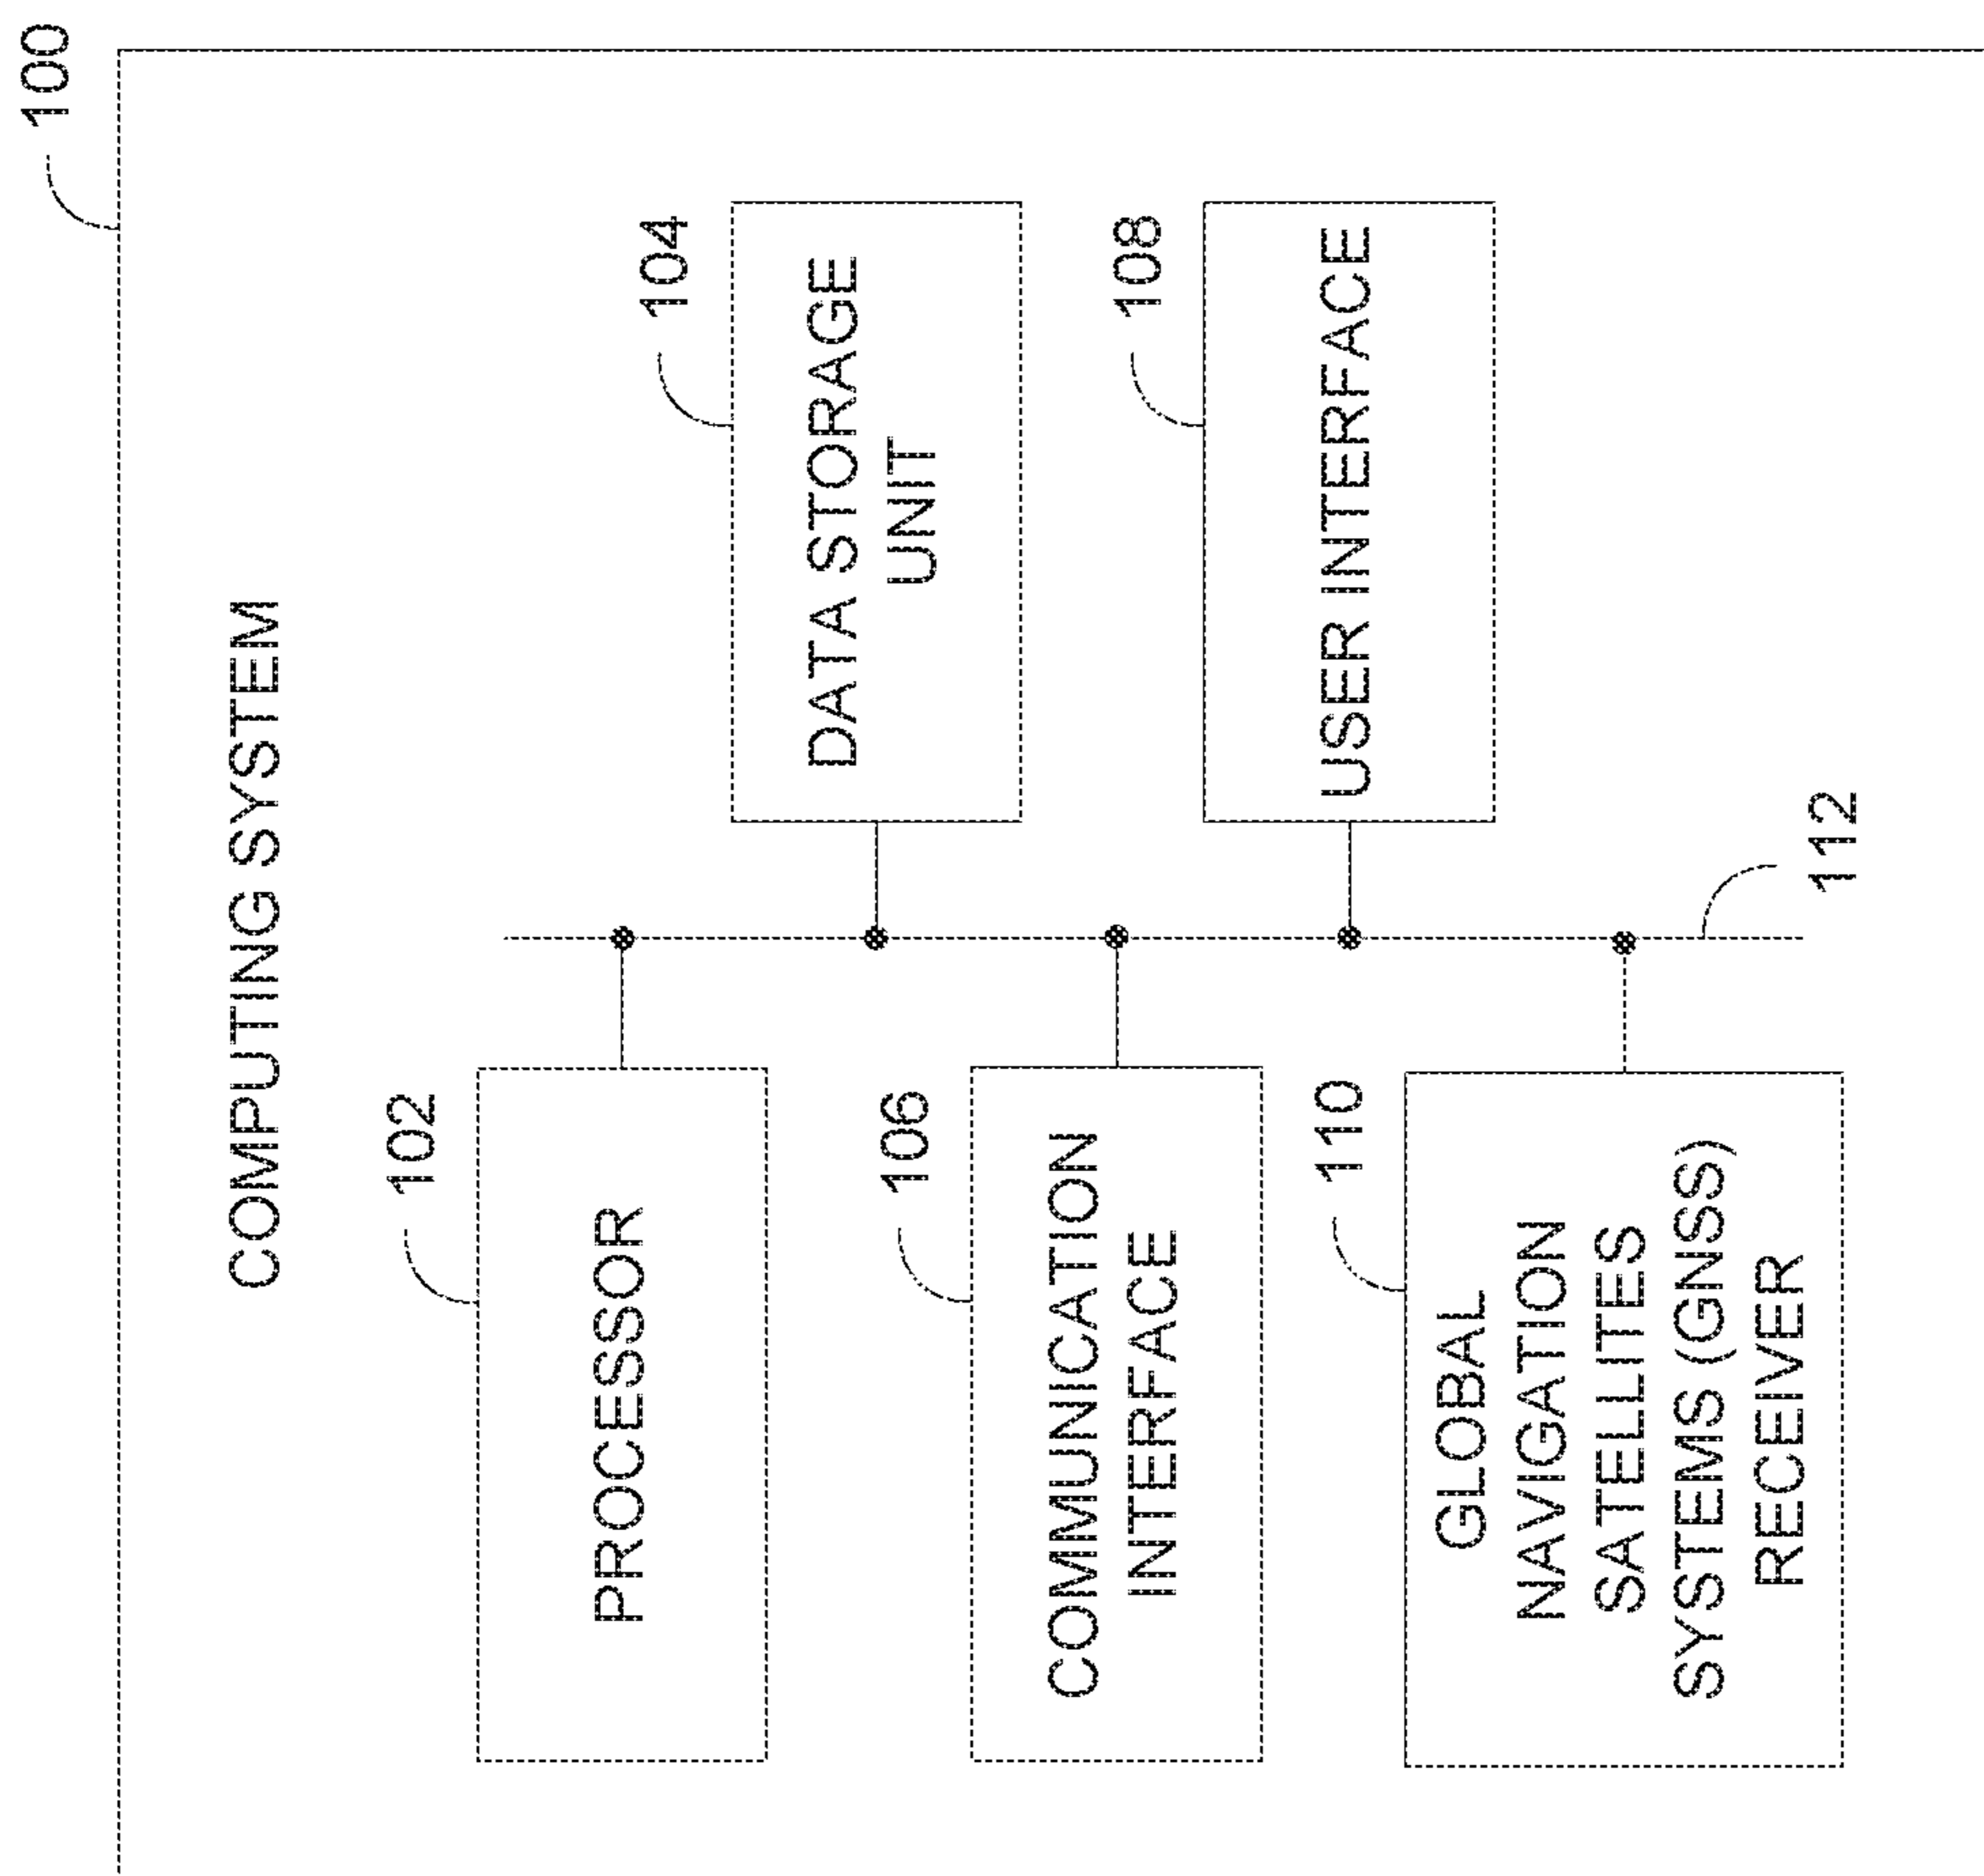 100
COMPUTING SYSTEM
102
PROCESSOR
104
DATA STORAGE
UNIT
106
COMMUNICATION
INTERFACE
108
USER INTERFACE
110
GLOBAL
NAVIGATION
SATELLITES
SYSTEMS (GNSS)
RECEIVER
112